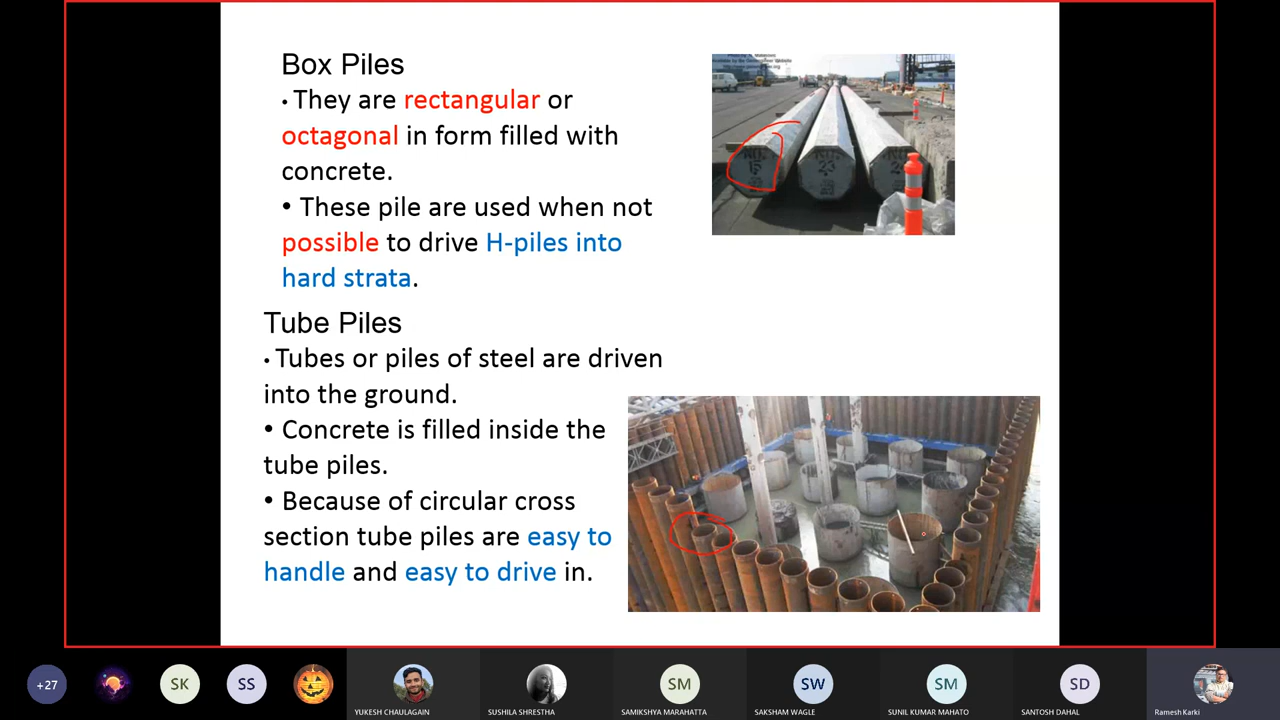 Box Piles
• They are rectangular or
octagonal in form filled with
concrete.
• These pile are used when not
possible to drive H-piles into
hard strata.
Tube Piles
• Tubes or piles of steel are driven
into the ground.
• Concrete is filled inside the
tube piles.
• Because of circular cross
section tube piles are easy to
handle and easy to drive in.
23
+27
SK
SS
SM
SW
SM
SD
YUKESH CHAULAGAIN
SUSHILA SHRESTHA
SAMIKSHYA MARAHATTA
SAKSHAM WAGLE
SUNIL KUMAR MAHATO
SANTOSH DAHAL
Ramesh Karki